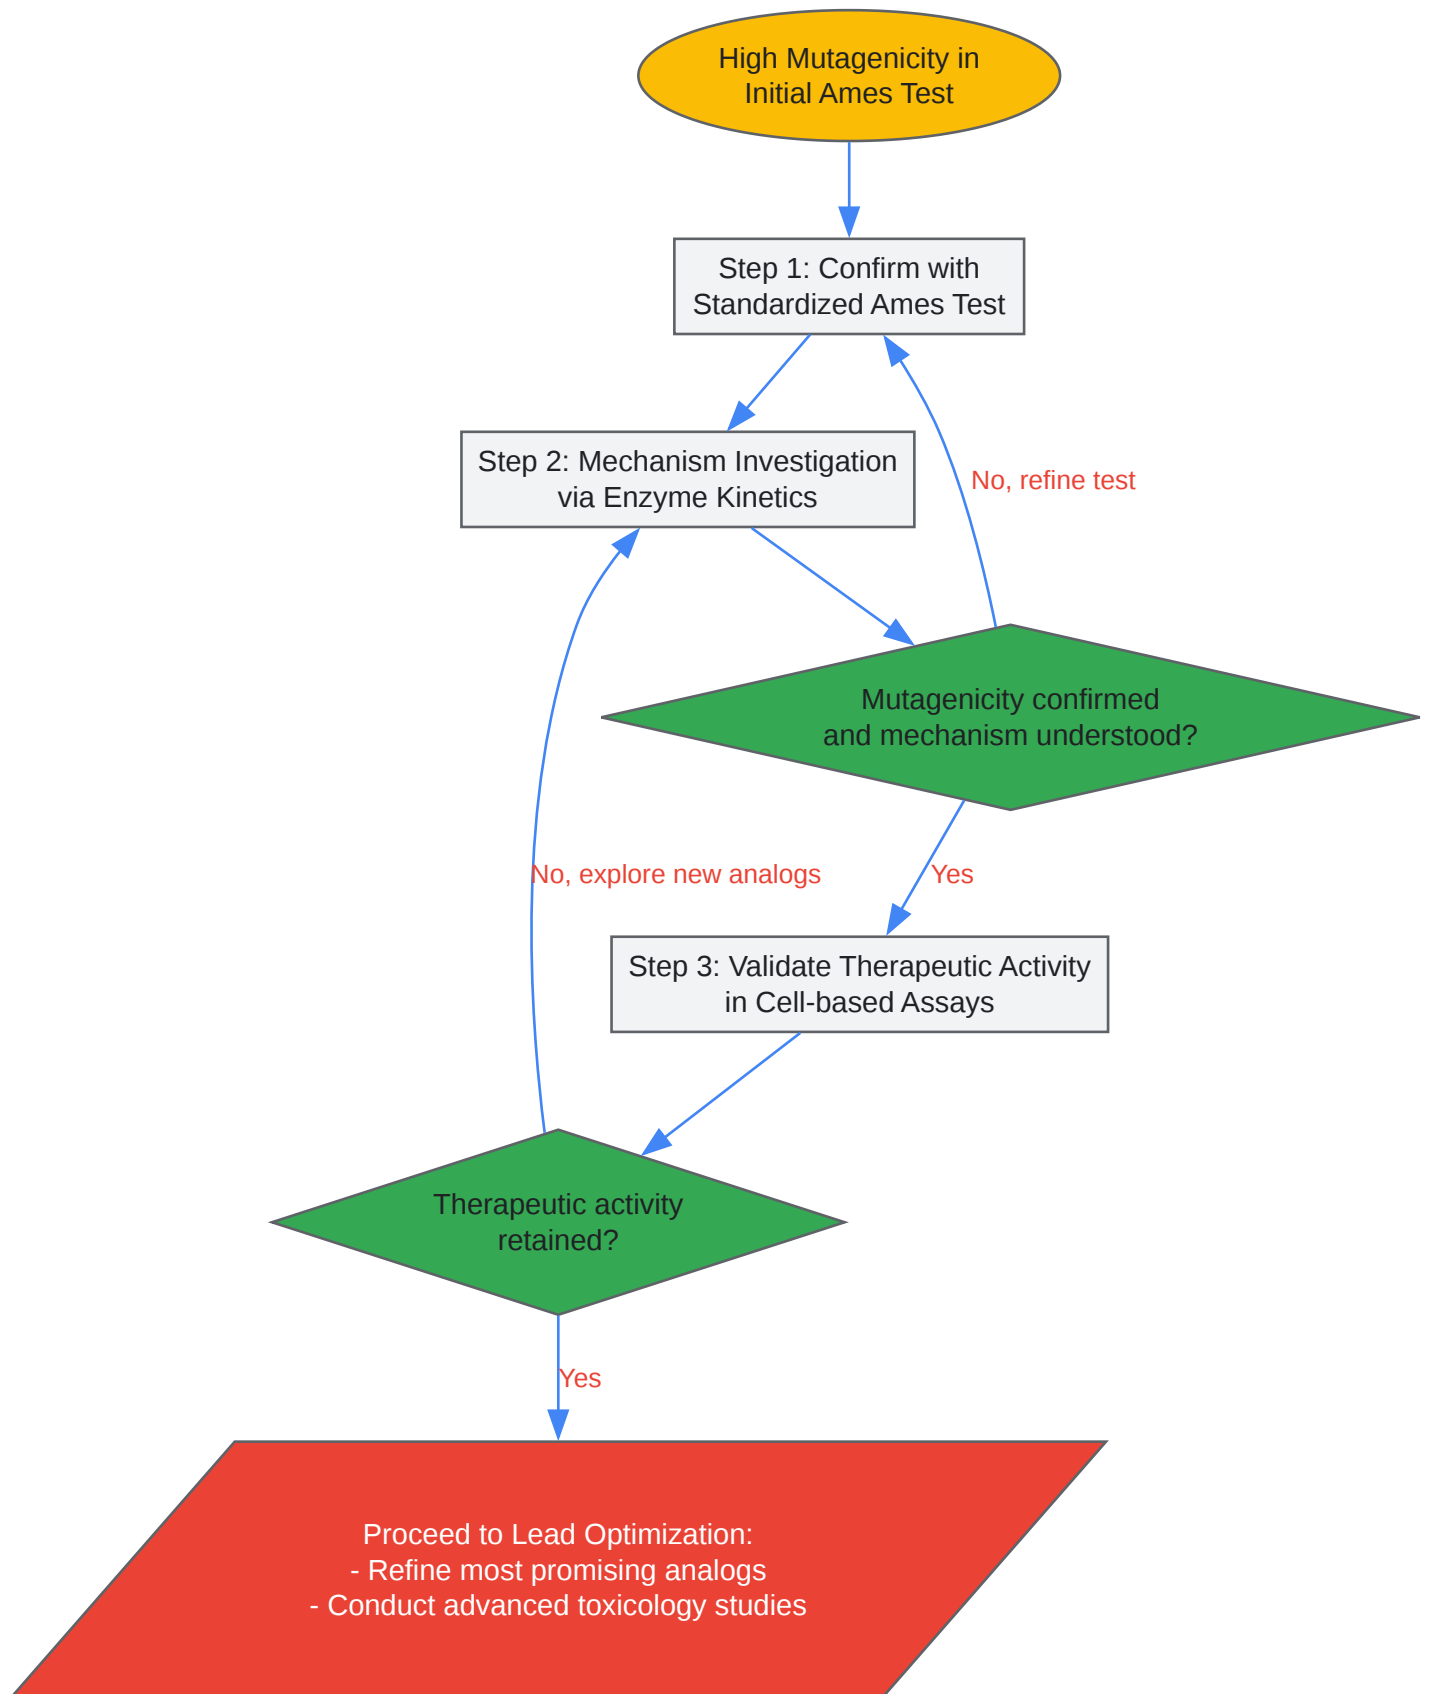 High Mutagenicity in
Initial Ames Test
Step 1: Confirm with
Standardized Ames Test
Step 2: Mechanism Investigation
via Enzyme Kinetics
No, refine test
Mutagenicity confirmed
and mechanism understood?
No, explore new analogs
Yes
Step 3: Validate Therapeutic Activity
in Cell-based Assays
Therapeutic activity
retained?
Yes
Proceed to Lead Optimization:
- Refine most promising analogs
- Conduct advanced toxicology studies